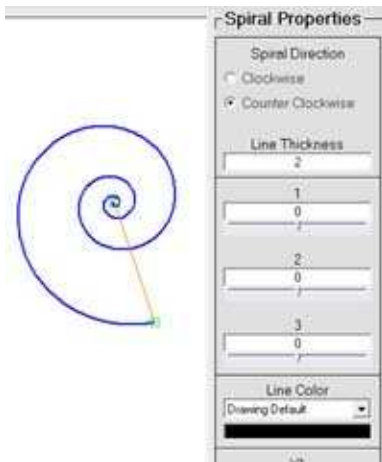 Spiral Properties
Spiral Direction
Clockwise
Counter Clockwise
Line Thickness
2
1
0
2
0
3
0
Line Color
Drawing Default